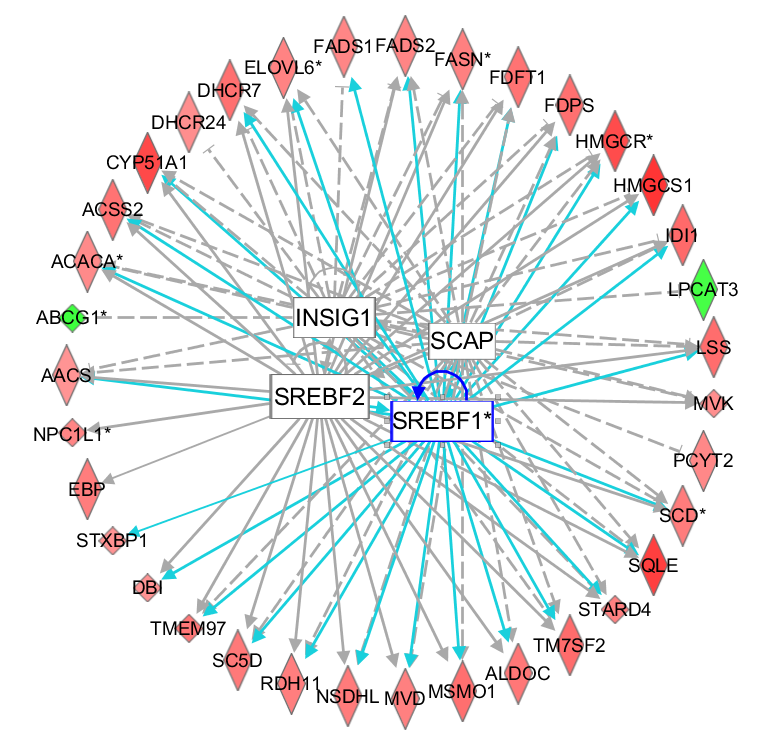 FADS1
FADS2
ELOVL6*
FASN*
FDFT1
DHCR7
FDPS
DHCR24
HMGCR*
CYP51A1
HMGCS1
ACSS2
IDI1
ACACA*
LPCAT3
ABCG1*
INSIG1
SCAP
LSS
AACS
SREBF2
MVK
SREBF1*
NPC1L1*
PCYT2
EBP
SCD*
STXBP1
SQLE
DBI
STARD4
TMEM97
TM7SF2
SC5D
ALDOC
RDH11
NSDHL
MVD
MSMO1